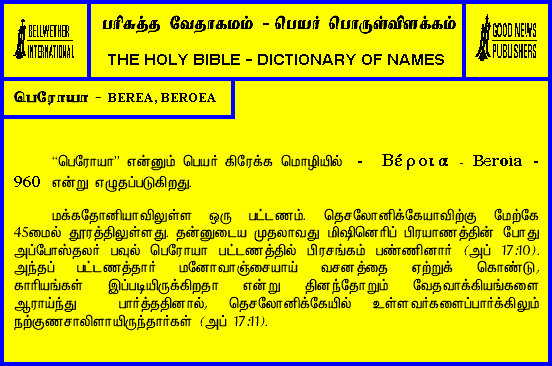 BELLWETHER
INTERNATIONAL
பரிசுத்த வேதாகமம் - பெயர் பொருள்விளக்கம்
THE HOLY BIBLE - DICTIONARY OF NAMES
GOOD NEWS
PUBLISHERS
பெரோயா - BEREA, BEROEA
“பெரோயா” என்னும் பெயர் கிரேக்க மொழியில் - Βέροια - Beroia -
960 என்று எழுதப்படுகிறது.
மக்கதோனியாவிலுள்ள ஒரு பட்டணம். தெசலோனிக்கேயாவிற்கு மேற்கே
45மைல் தூரத்திலுள்ளது. தன்னுடைய முதலாவது மிஷினெரிப் பிரயாணத்தின் போது
அப்போஸ்தலர் பவுல் பெரோயா பட்டணத்தில் பிரசங்கம் பண்ணினார் (அப் 17:10).
அந்தப் பட்டணத்தார் மனோவாஞ்சையாய் வசனத்தை ஏற்றுக் கொண்டு,
காரியங்கள் இப்படியிருக்கிறதா என்று தினந்தோறும் வேதவாக்கியங்களை
ஆராய்ந்து பார்த்ததினால், தெசலோனிக்கேயில் உள்ளவர்களைப்பார்க்கிலும்
நற்குணசாலிளாயிருந்தார்கள் (அப் 17:11).